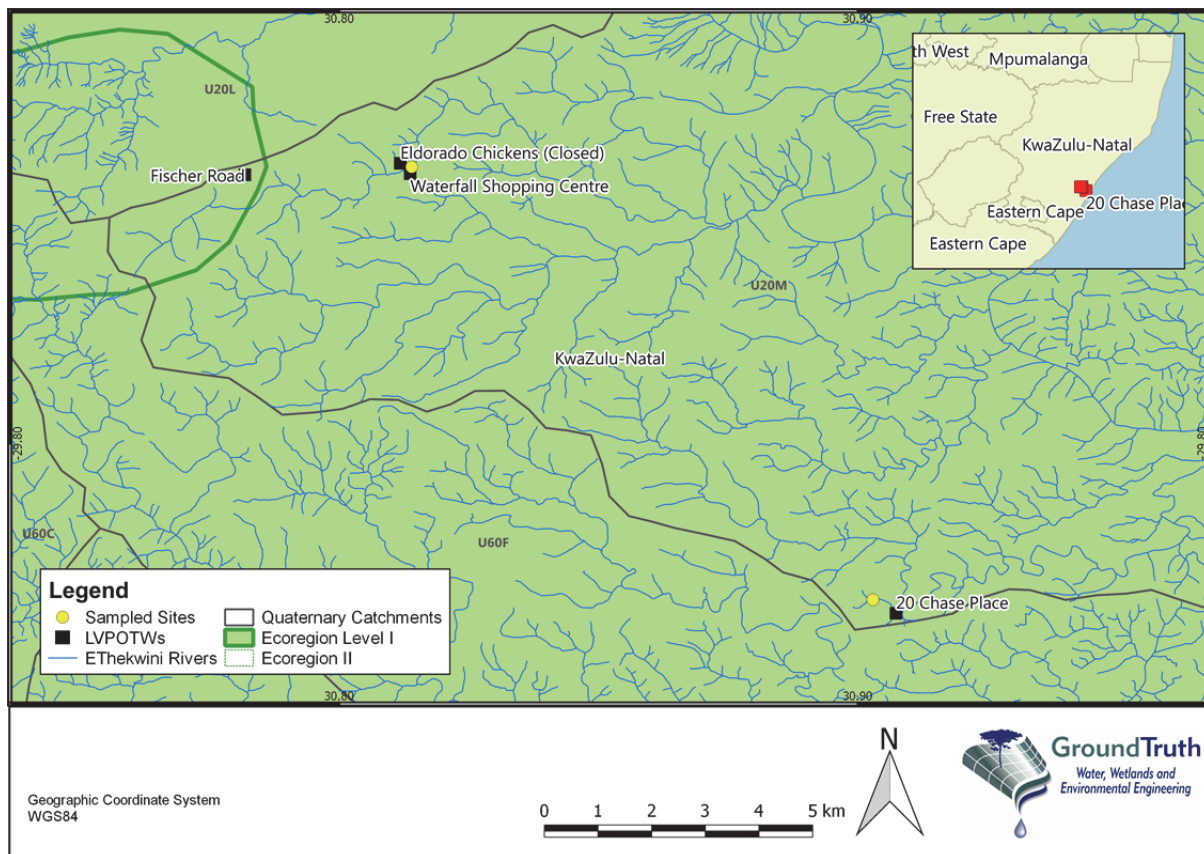 30.80
30.90
U20L
th West
Mpumalanga
Free State
KwaZulu-Natal
20 Chase Plac
Eastern Cape
Eastern Cape
Eldorado Chickens (Closed)
Fischer Road
Waterfall Shopping Centre
U20M
KwaZulu-Natal
-29.80
-29.80
U60C
U60F
20 Chase Place
Legend
Sampled Sites
LVPOTWs
EThekwini Rivers
Quaternary Catchments
Ecoregion Level I
Ecoregion II
30.80
30.90
Geographic Coordinate System
WGS84
0 1 2 3 4 5 km
N
GroundTruth
Water, Wetlands and
Environmental Engineering